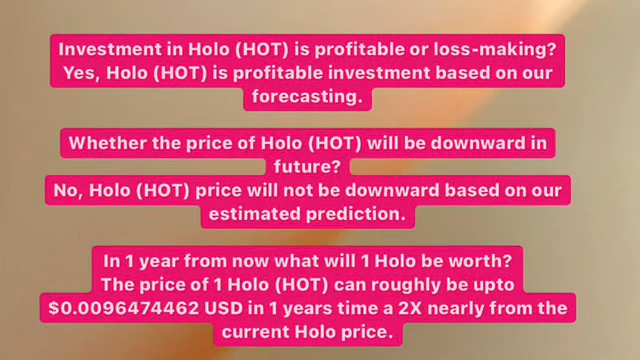 Investment in Holo (HOT) is profitable or loss-making?
Yes, Holo (HOT) is profitable investment based on our
forecasting.
Whether the price of Holo (HOT) will be downward in
future?
No, Holo (HOT) price will not be downward based on our
estimated prediction.
In 1 year from now what will 1 Holo be worth?
The price of 1 Holo (HOT) can roughly be upto
$0.0096474462 USD in 1 years time a 2X nearly from the
current Holo price.